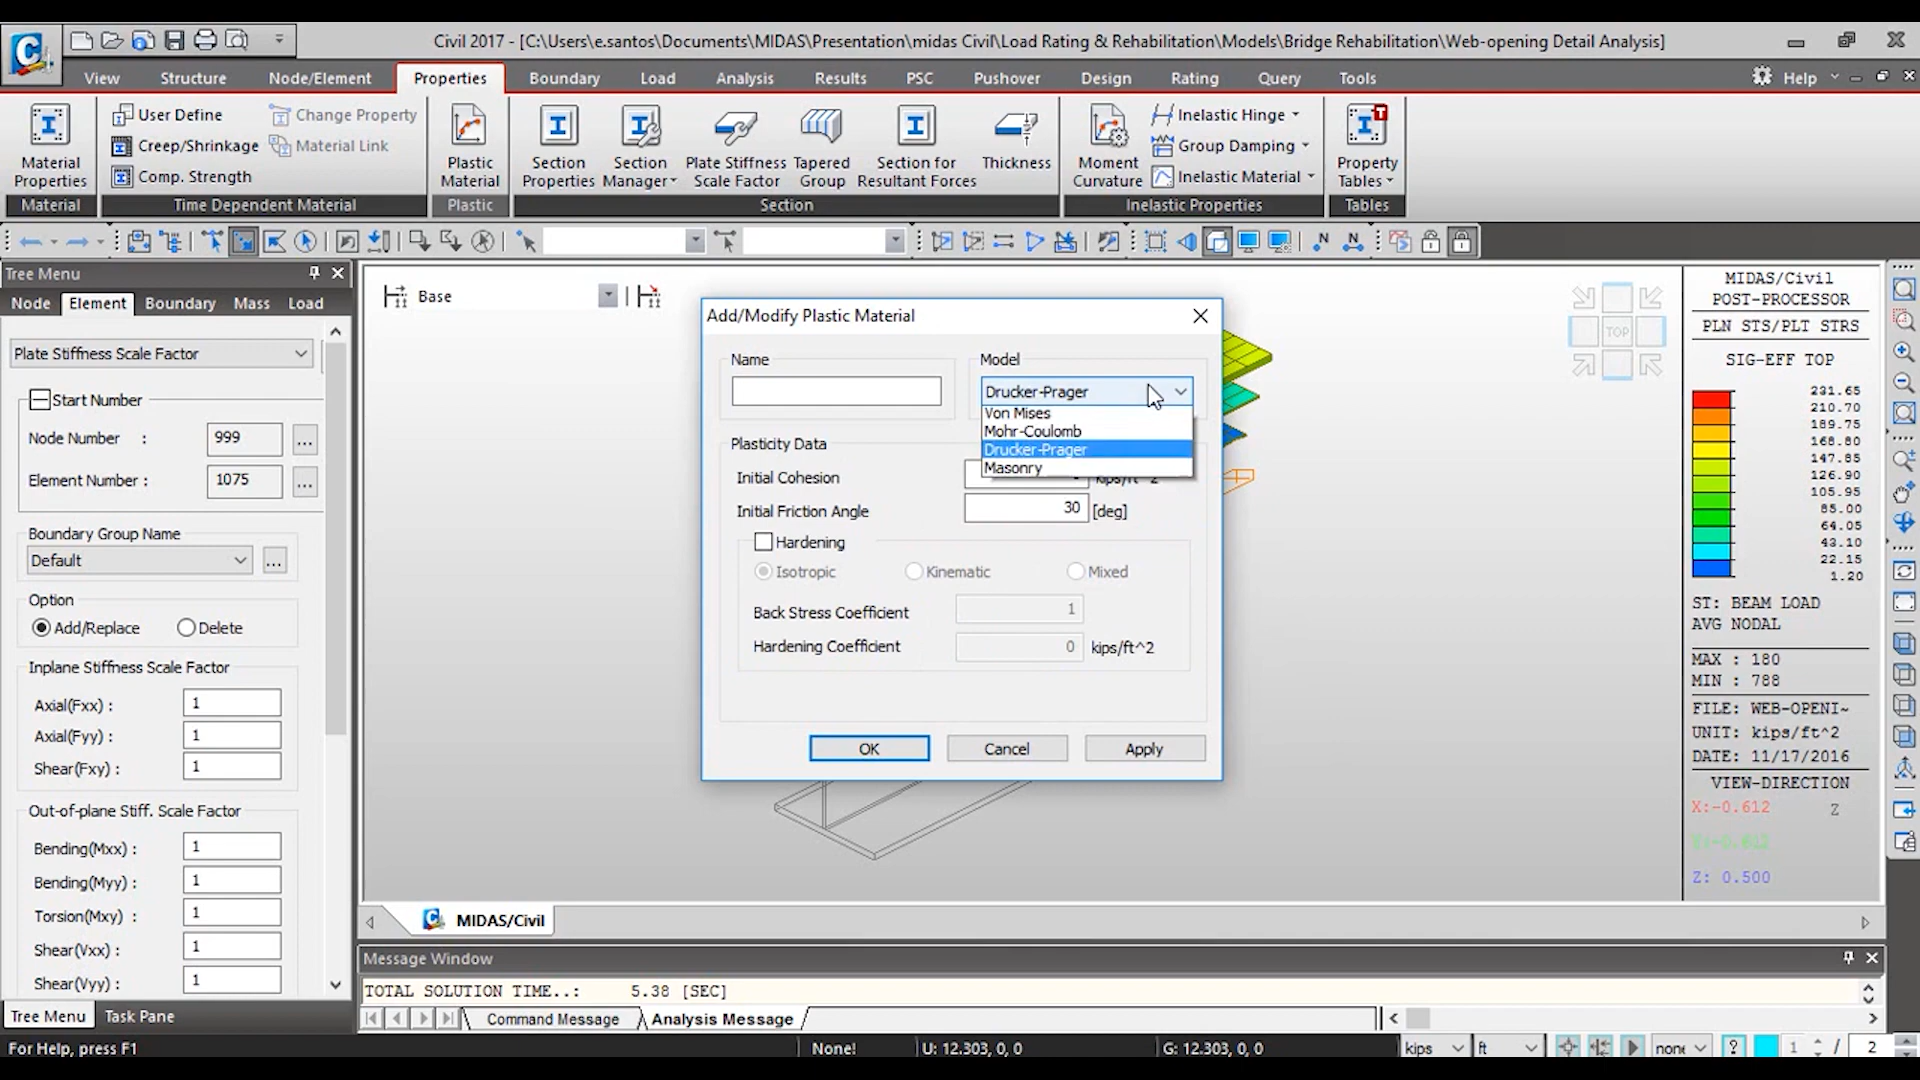 Civil 2017 - [C:\Users\e.santos\Documents\MIDAS\Presentation\midas Civil\Load Rating & Rehabilitation\Models\Bridge Rehabilitation\Web-opening Detail Analysis]
View Structure Node/Element Properties Boundary Load Analysis Results PSC Pushover Design Rating Query Tools Help
Material Properties
User Define
Creep/Shrinkage
Comp. Strength
Change Property
Material Link
Plastic Material
Section Properties
Section Manager
Plate Stiffness Scale Factor
Tapered Group
Section for Resultant Forces
Thickness
Moment Curvature
Inelastic Hinge
Group Damping
Inelastic Material
Property Tables
Material Time Dependent Material Plastic Section Inelastic Properties Tables
Tree Menu
Node Element Boundary Mass Load
Plate Stiffness Scale Factor
Start Number
Node Number : 999 ...
Element Number : 1075 ...
Boundary Group Name
Default ...
Option
Add/Replace Delete
Inplane Stiffness Scale Factor
Axial(Fxx) : 1
Axial(Fyy) : 1
Shear(Fxy) : 1
Out-of-plane Stiff. Scale Factor
Bending(Mxx) : 1
Bending(Myy) : 1
Torsion(Mxy) : 1
Shear(Vxx) : 1
Shear(Vyy) : 1
Tree Menu Task Pane
Base
Add/Modify Plastic Material
Name
Model
Drucker-Prager
Von Mises
Mohr-Coulomb
Drucker-Prager
Masonry
Plasticity Data
Initial Cohesion kips/ft^2
Initial Friction Angle 30 [deg]
Hardening
Isotropic Kinematic Mixed
Back Stress Coefficient 1
Hardening Coefficient 0 kips/ft^2
OK Cancel Apply
TOP
MIDAS/Civil
POST-PROCESSOR
PLN STS/PLT STRS
SIG-EFF TOP
231.65
210.70
189.75
168.80
147.85
126.90
105.95
85.00
64.05
43.10
22.15
1.20
ST: BEAM LOAD
AVG NODAL
MAX : 180
MIN : 788
FILE: WEB-OPENI~
UNIT: kips/ft^2
DATE: 11/17/2016
VIEW-DIRECTION
X:-0.612
Z
Z: 0.500
MIDAS/Civil
Message Window
TOTAL SOLUTION TIME..: 5.38 [SEC]
Command Message Analysis Message
For Help, press F1 None! U: 12.303, 0, 0 G: 12.303, 0, 0 kips ft none ? 1 / 2